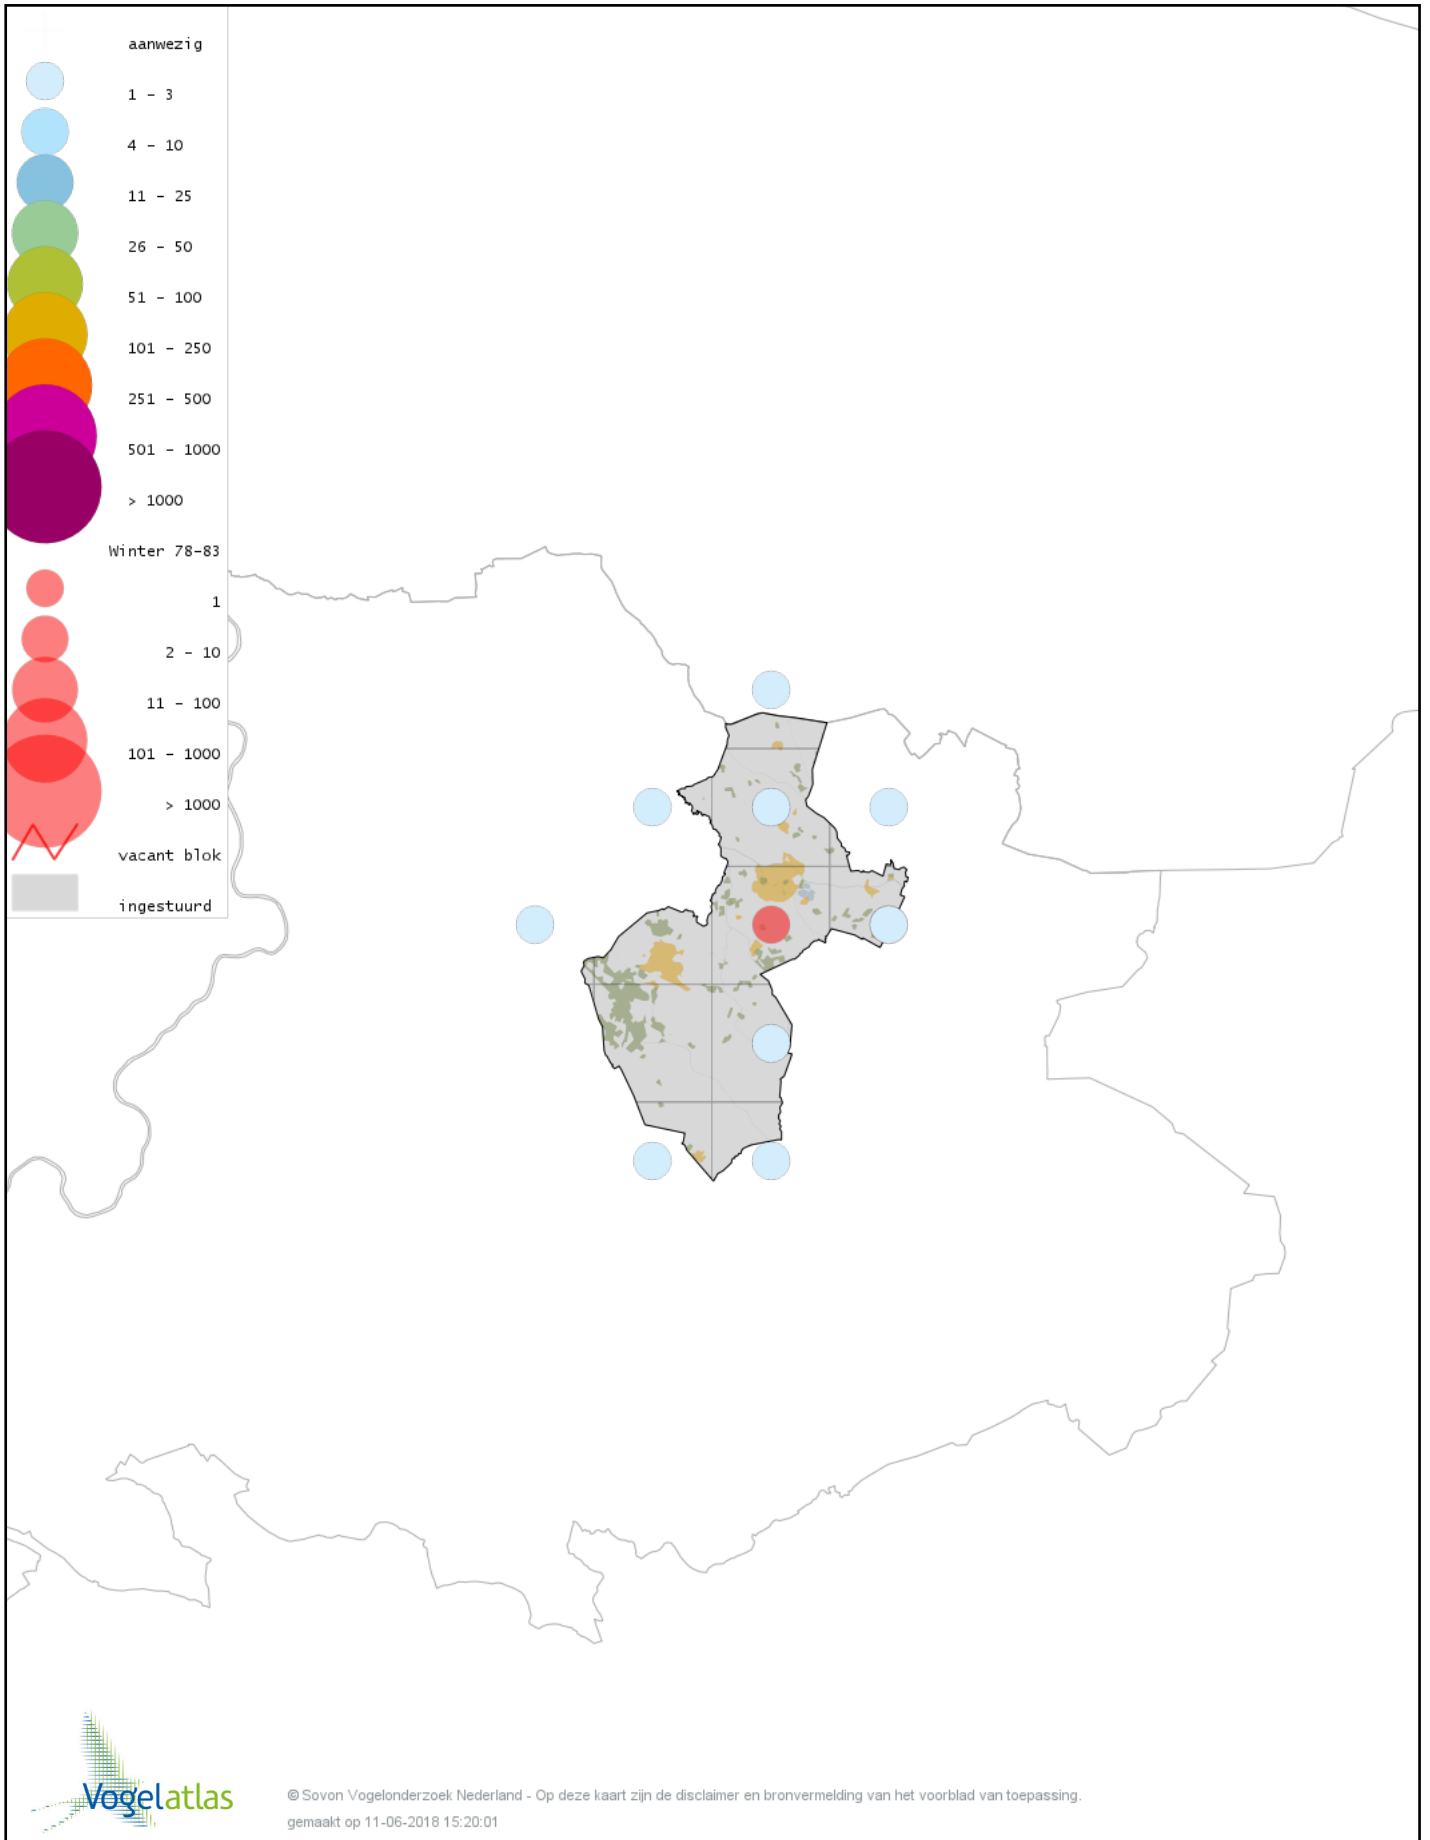 aanwezig
1 - 3
4 - 10
11 - 25
26 - 50
51 - 100
101 - 250
251 - 500
501 - 1000
> 1000
Winter 78-83
1
2 - 10
11 - 100
101 - 1000
> 1000
vacant blok
ingestuurd
Vogelatlas
© Sovon Vogelonderzoek Nederland - Op deze kaart zijn de disclaimer en bronvermelding van het voorblad van toepassing.
gemaakt op 11-06-2018 15:20:01